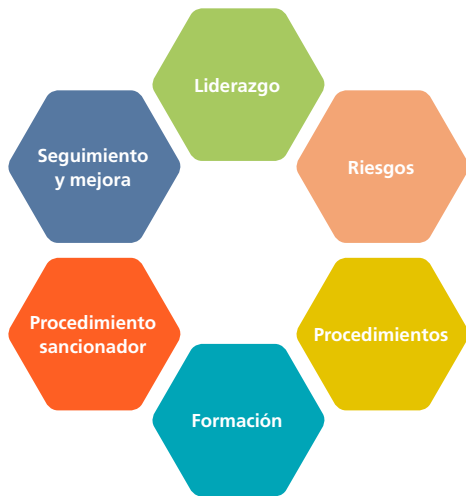 Liderazgo
Riesgos
Procedimientos
Formación
Procedimiento
sancionador
Seguimiento
y mejora